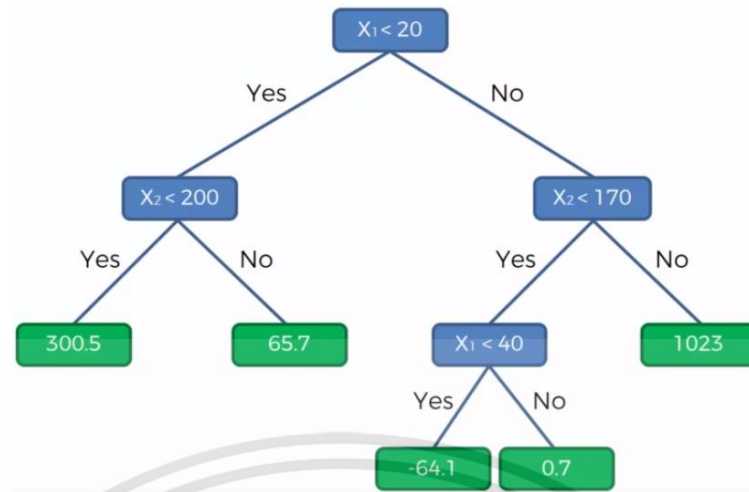 X₁ < 20
Yes
No
X₂ < 200
X₂ < 170
Yes
No
Yes
No
300.5
65.7
X₁ < 40
1023
Yes
No
-64.1
0.7